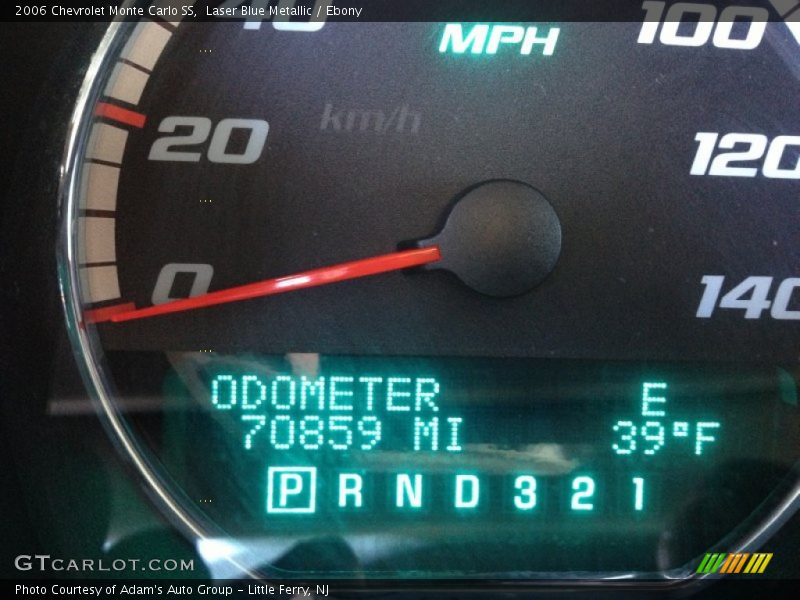 2006 Chevrolet Monte Carlo SS, Laser Blue Metallic / Ebony
MPH
100
20
km/h
120
0
140
ODOMETER E
70859 MI 39°F
P R N D 3 2 1
GTCARLOT.COM
Photo Courtesy of Adam's Auto Group - Little Ferry, NJ